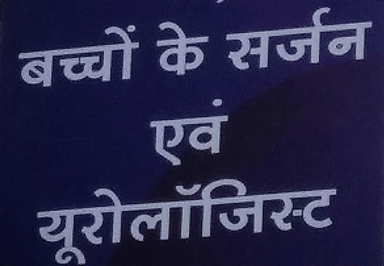 बच्चों के सर्जन
एवं
यूरोलॉजिस्ट